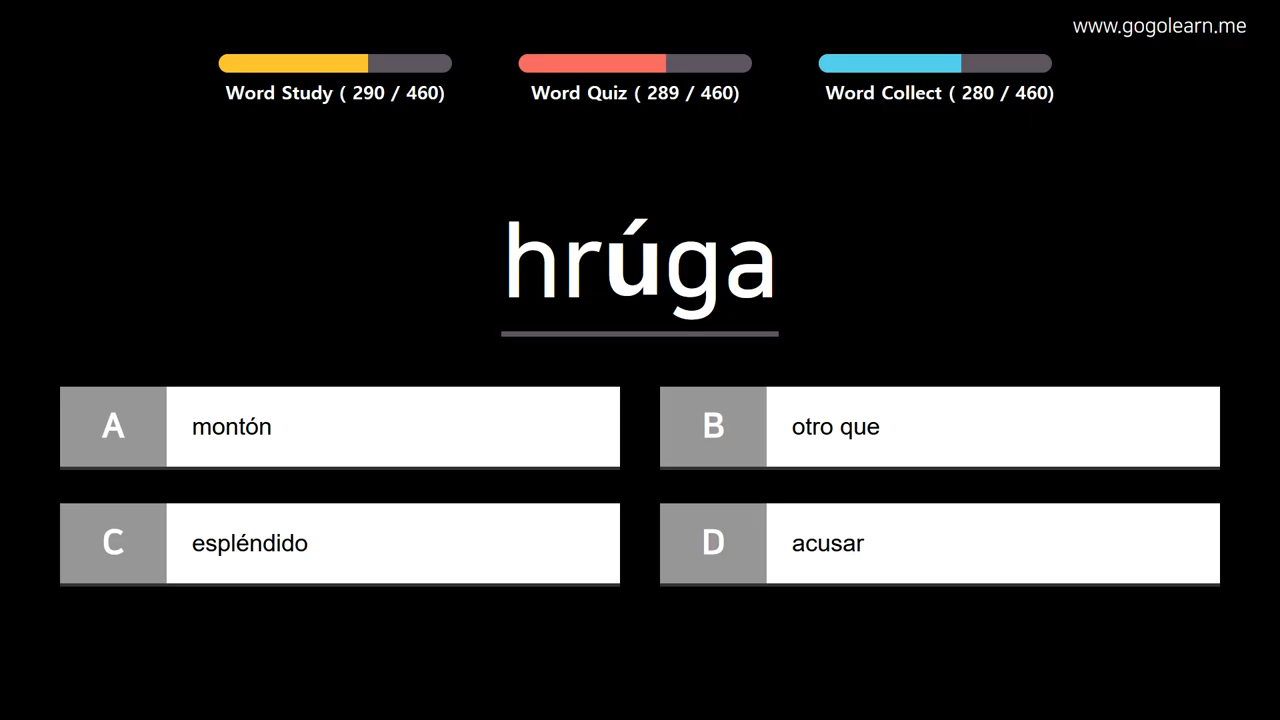 www.gogolearn.me
Word Study ( 290 / 460)
Word Quiz ( 289 / 460)
Word Collect ( 280 / 460)
hrúga
A montón
B otro que
C espléndido
D acusar